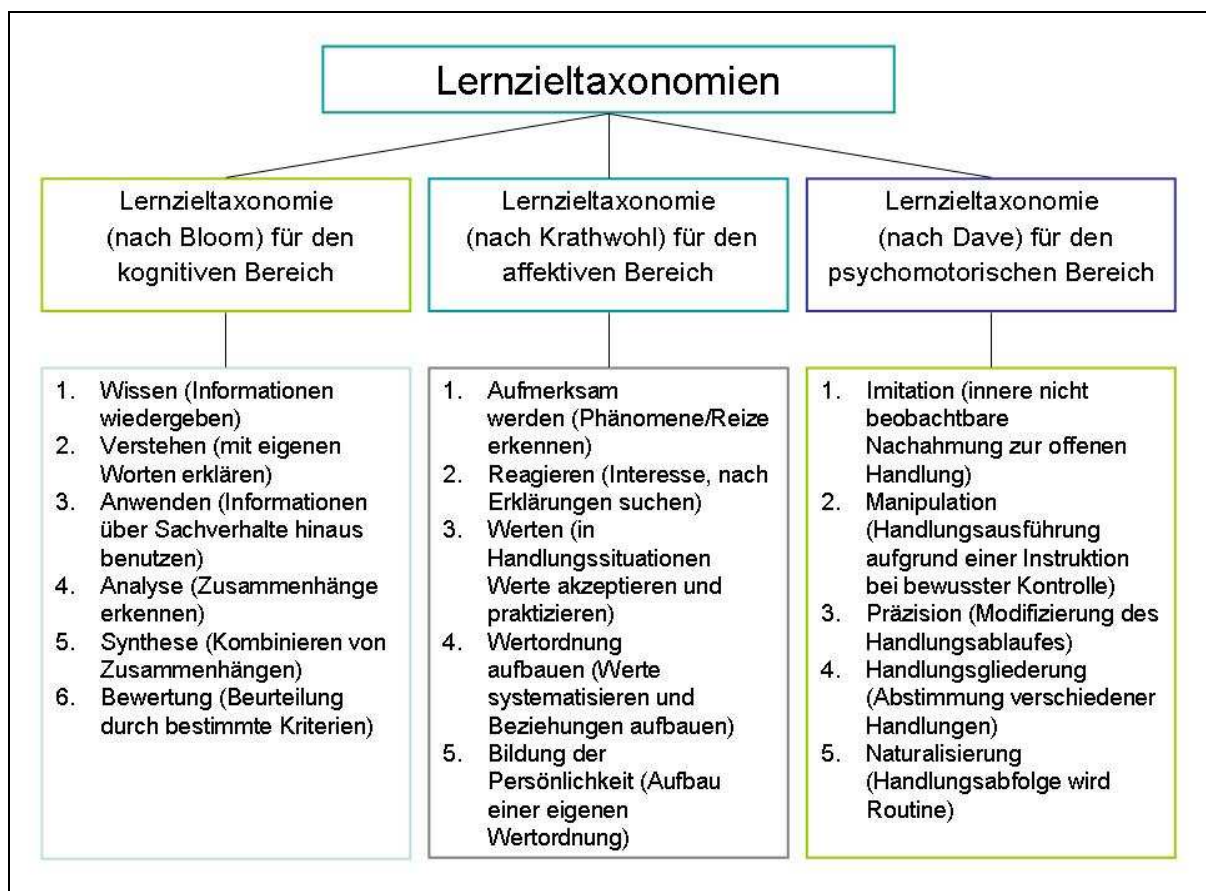 Lernzieltaxonomien
Lernzieltaxonomie
(nach Bloom) für den
kognitiven Bereich
Lernzieltaxonomie
(nach Krathwohl) für den
affektiven Bereich
Lernzieltaxonomie
(nach Dave) für den
psychomotorischen Bereich
1. Wissen (Informationen
wiedergeben)
2. Verstehen (mit eigenen
Worten erklären)
3. Anwenden (Informationen
über Sachverhalte hinaus
benutzen)
4. Analyse (Zusammenhänge
erkennen)
5. Synthese (Kombinieren von
Zusammenhängen)
6. Bewertung (Beurteilung
durch bestimmte Kriterien)
1. Aufmerksam
werden (Phänomene/Reize
erkennen)
2. Reagieren (Interesse, nach
Erklärungen suchen)
3. Werten (in
Handlungssituationen
Werte akzeptieren und
praktizieren)
4. Wertordnung
aufbauen (Werte
systematisieren und
Beziehungen aufbauen)
5. Bildung der
Persönlichkeit (Aufbau
einer eigenen
Wertordnung)
1. Imitation (innere nicht
beobachtbare
Nachahmung zur offenen
Handlung)
2. Manipulation
(Handlungsausführung
aufgrund einer Instruktion
bei bewusster Kontrolle)
3. Präzision (Modifizierung des
Handlungsablaufes)
4. Handlungsgliederung
(Abstimmung verschiedener
Handlungen)
5. Naturalisierung
(Handlungsabfolge wird
Routine)